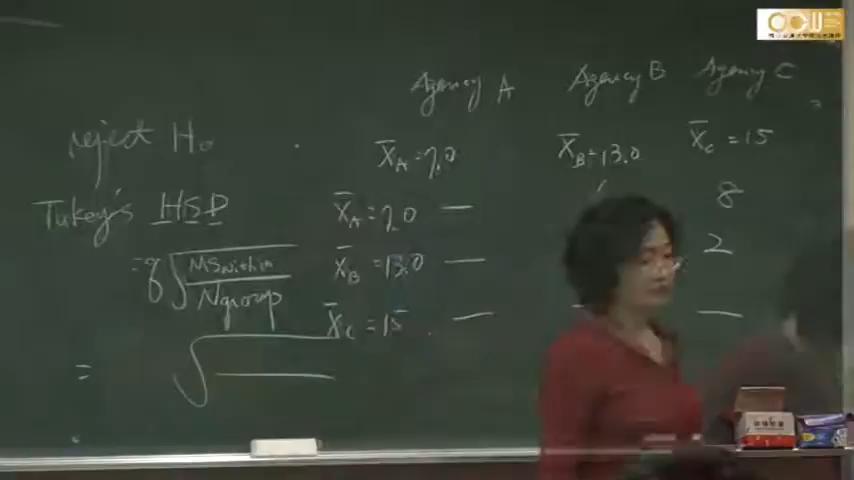 OCW
Agency A Agency B Agency C
reject H₀ . X̄A = 7.0 X̄B = 13.0 X̄C = 15
Tukey's HSD X̄A = 7.0 — 8
= q √ MSwithin / Ngroup X̄B = 13.0 — 2
X̄C = 15 — —
= √ —